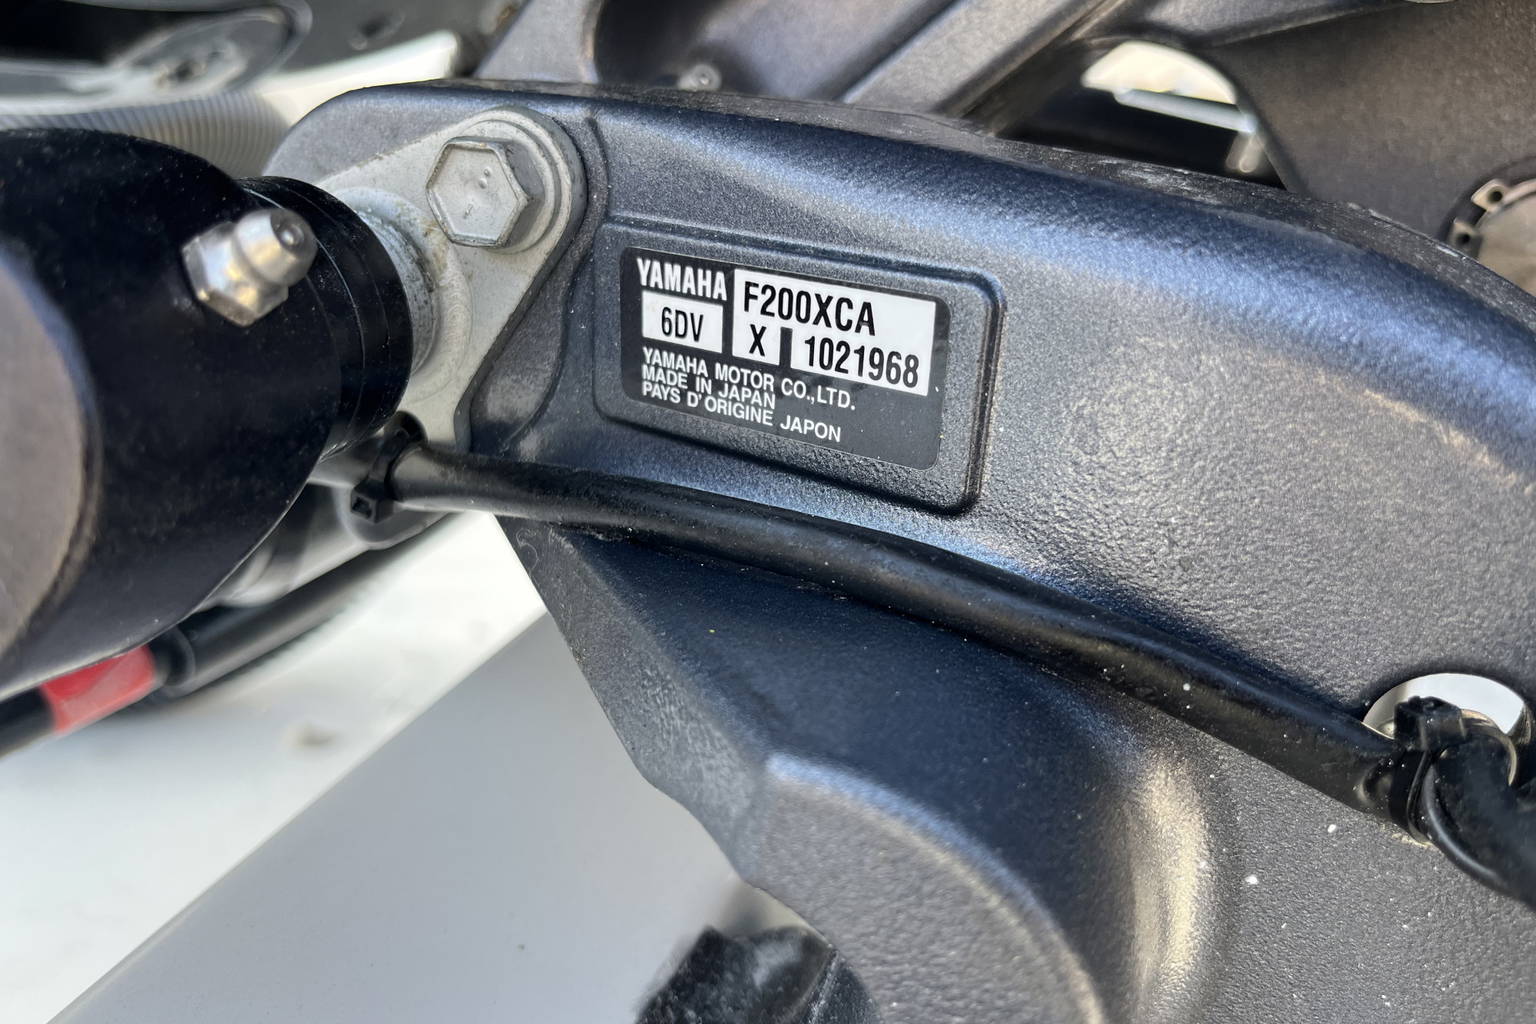 YAMAHA
F200XCA
6DV
X 1021968
YAMAHA MOTOR CO.,LTD.
MADE IN JAPAN
PAYS D'ORIGINE JAPON